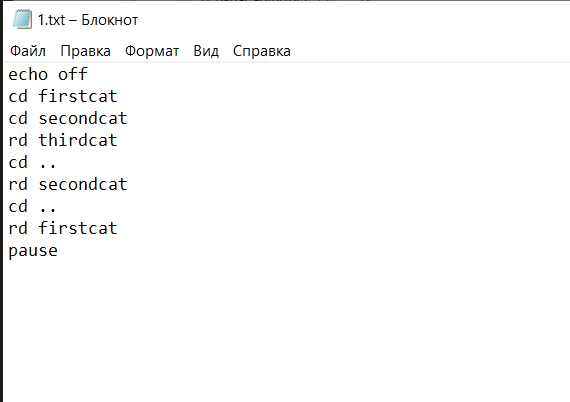 1.txt – Блокнот
Файл Правка Формат Вид Справка
echo off
cd firstcat
cd secondcat
rd thirdcat
cd ..
rd secondcat
cd ..
rd firstcat
pause